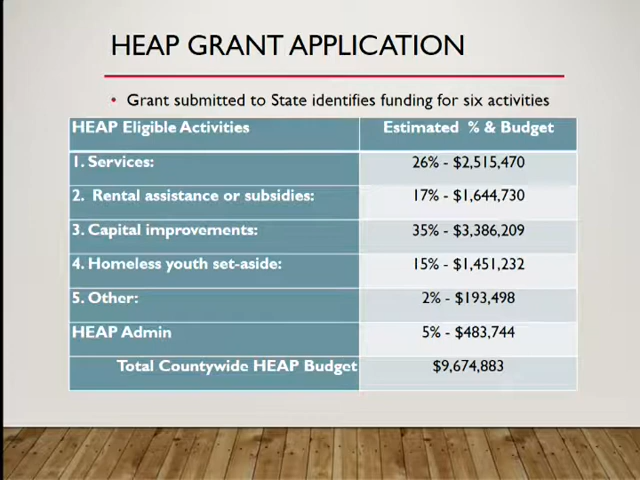 HEAP GRANT APPLICATION
• Grant submitted to State identifies funding for six activities
HEAP Eligible Activities Estimated % & Budget
1. Services: 26% - $2,515,470
2. Rental assistance or subsidies: 17% - $1,644,730
3. Capital improvements: 35% - $3,386,209
4. Homeless youth set-aside: 15% - $1,451,232
5. Other: 2% - $193,498
HEAP Admin 5% - $483,744
Total Countywide HEAP Budget $9,674,883